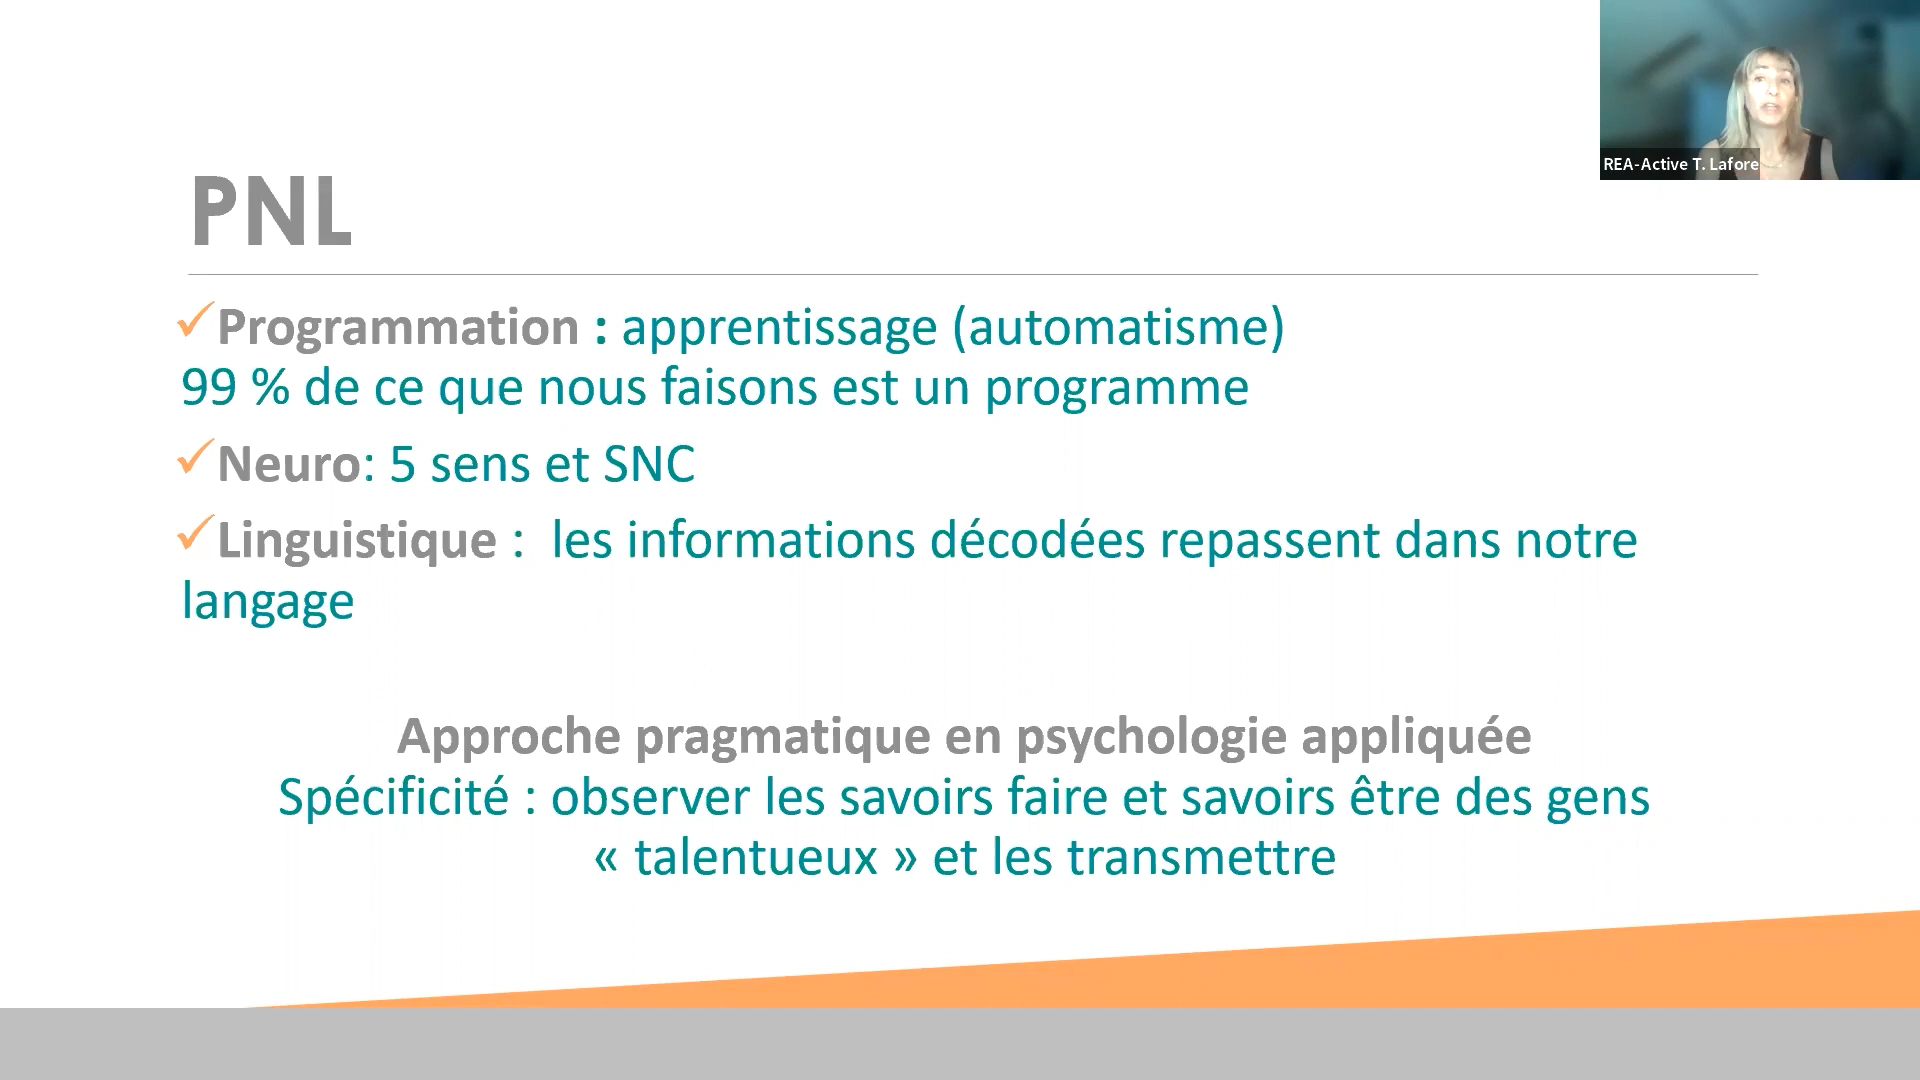 REA-Active T. Lafore
PNL
✓Programmation : apprentissage (automatisme)
99 % de ce que nous faisons est un programme
✓Neuro: 5 sens et SNC
✓Linguistique :  les informations décodées repassent dans notre
langage
Approche pragmatique en psychologie appliquée
Spécificité : observer les savoirs faire et savoirs être des gens
« talentueux » et les transmettre